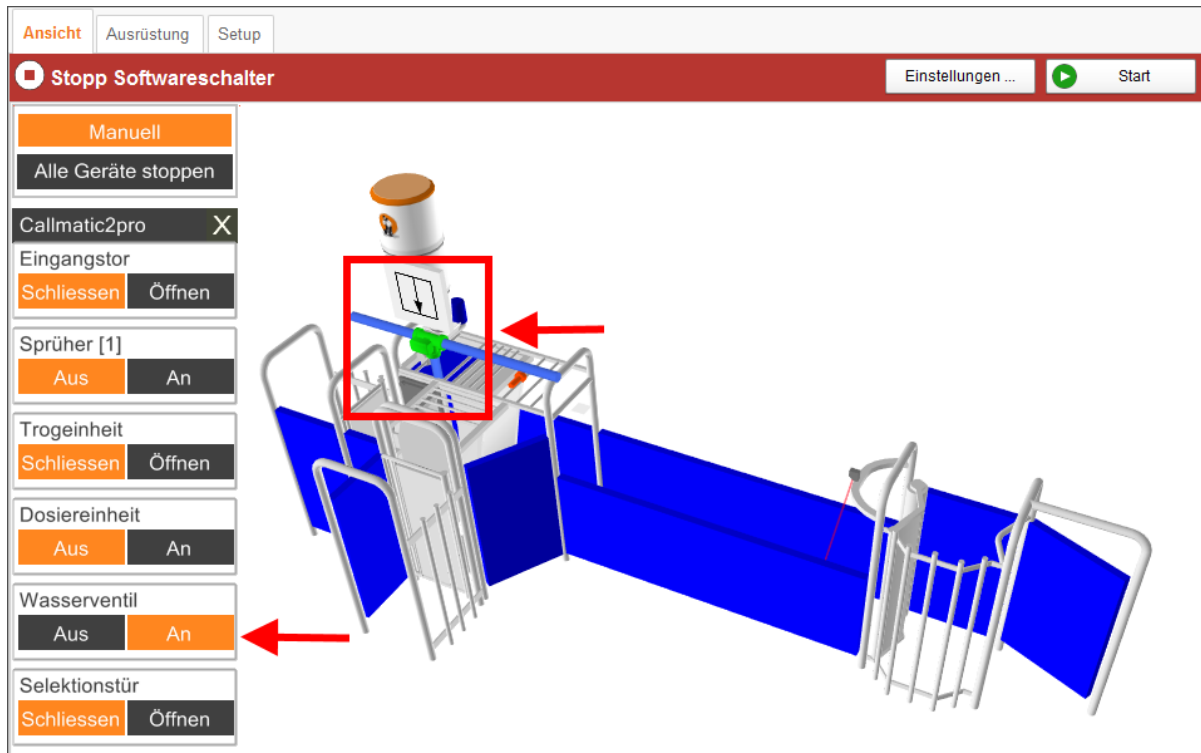 Ansicht Ausrüstung Setup
Stopp Softwareschalter Einstellungen ... Start
Manuell
Alle Geräte stoppen
Callmatic2pro X
Eingangstor
Schliessen Öffnen
Sprüher [1]
Aus An
Trogeinheit
Schliessen Öffnen
Dosiereinheit
Aus An
Wasserventil
Aus An
Selektionstür
Schliessen Öffnen